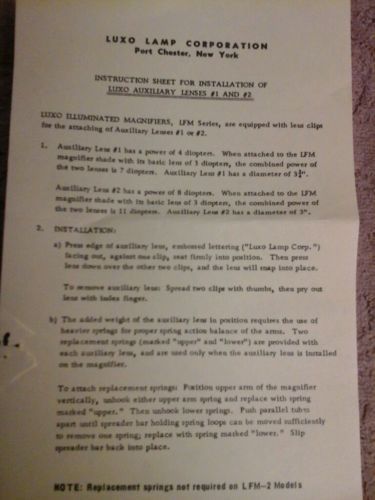 LUXO LAMP CORPORATION
Port Chester, New York
INSTRUCTION SHEET FOR INSTALLATION OF
LUXO AUXILIARY LENSES #1 AND #2
LUXO ILLUMINATED MAGNIFIERS, LFM Series, are equipped with lens clips
for the attaching of Auxiliary Lenses #1 or #2.
1. Auxiliary Lens #1 has a power of 4 diopters. When attached to the LFM
magnifier shade with its basic lens of 3 diopters, the combined power of
the two lenses is 7 diopters. Auxiliary Lens #1 has a diameter of 3¼".
Auxiliary Lens #2 has a power of 8 diopters. When attached to the LFM
magnifier shade with its basic lens of 3 diopters, the combined power of
the two lenses is 11 diopters. Auxiliary Lens #2 has a diameter of 3".
2. INSTALLATION:
a) Press edge of auxiliary lens, embossed lettering ("Luxo Lamp Corp.")
facing out, against one clip, seat firmly into position. Then press
lens down over the other two clips, and the lens will snap into place.
To remove auxiliary lens: Spread two clips with thumbs, then pry out
lens with index finger.
b) The added weight of the auxiliary lens in position requires the use of
heavier springs for proper spring action balance of the arms. Two
replacement springs (marked "upper" and "lower") are provided with
each auxiliary lens, and are used only when the auxiliary lens is installed
on the magnifier.
To attach replacement springs: Position upper arm of the magnifier
vertically, unhook either upper arm spring and replace with spring
marked "upper." Then unhook lower springs. Push parallel tubes
apart until spreader bar holding spring loops can be moved sufficiently
to remove one spring; replace with spring marked "lower." Slip
spreader bar back into place.
NOTE: Replacement springs not required on LFM-2 Models